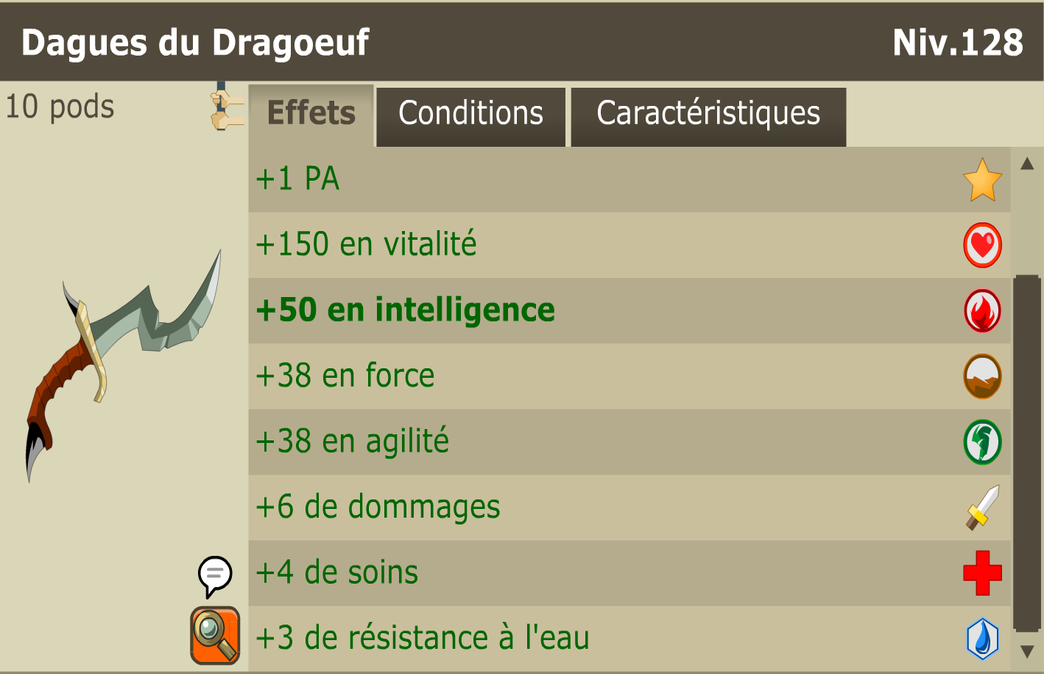 Dagues du Dragoeuf Niv.128
10 pods
Effets Conditions Caractéristiques
+1 PA
+150 en vitalité
+50 en intelligence
+38 en force
+38 en agilité
+6 de dommages
+4 de soins
+3 de résistance à l'eau